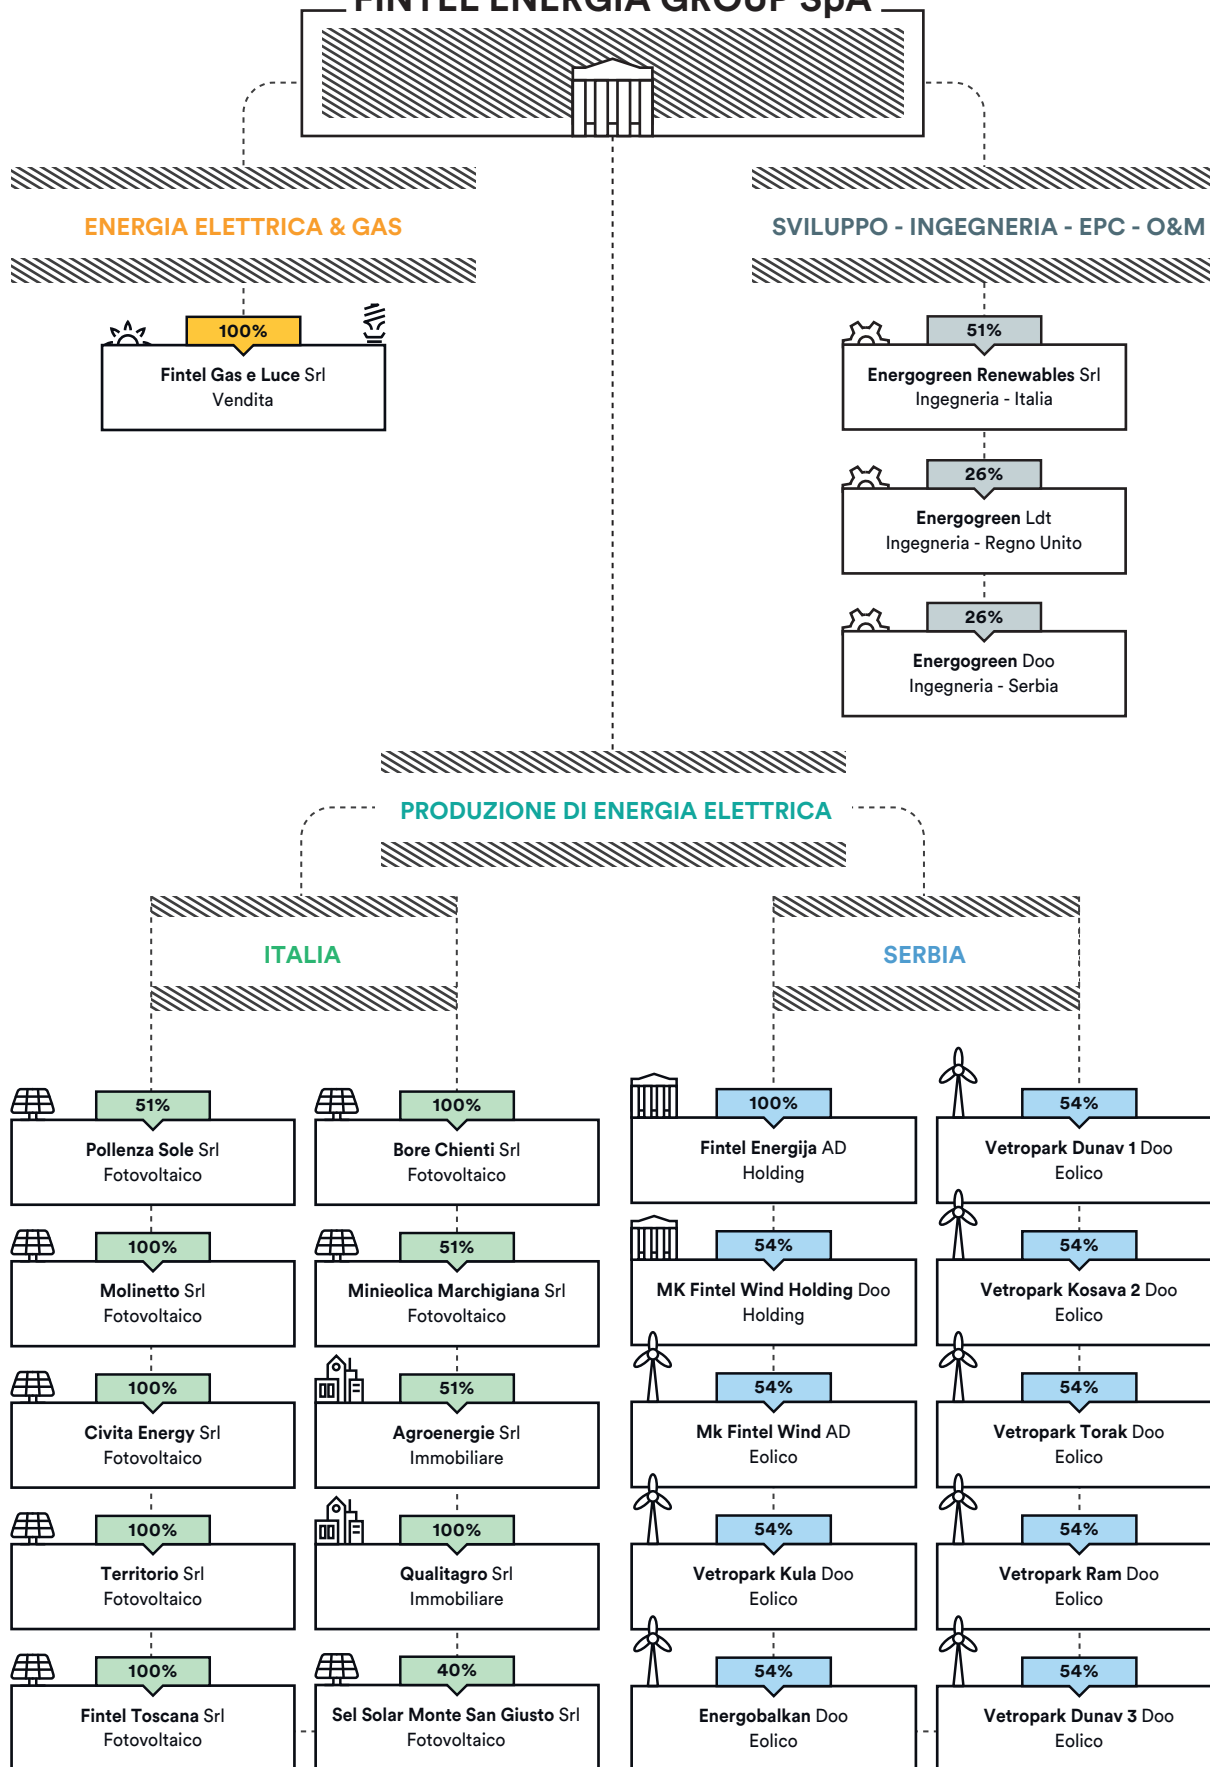 FINTEL ENERGIA GROUP SpA
ENERGIA ELETTRICA & GAS
100%
Fintel Gas e Luce Srl
Vendita
SVILUPPO - INGEGNERIA - EPC - O&M
51%
Energogreen Renewables Srl
Ingegneria - Italia
26%
Energogreen Ldt
Ingegneria - Regno Unito
26%
Energogreen Doo
Ingegneria - Serbia
PRODUZIONE DI ENERGIA ELETTRICA
ITALIA
51%
Pollenza Sole Srl
Fotovoltaico
100%
Molinetto Srl
Fotovoltaico
100%
Civita Energy Srl
Fotovoltaico
100%
Territorio Srl
Fotovoltaico
100%
Fintel Toscana Srl
Fotovoltaico
100%
Bore Chienti Srl
Fotovoltaico
51%
Minieolica Marchigiana Srl
Fotovoltaico
51%
Agroenergie Srl
Immobiliare
100%
Qualitagro Srl
Immobiliare
40%
Sel Solar Monte San Giusto Srl
Fotovoltaico
SERBIA
100%
Fintel Energija AD
Holding
54%
MK Fintel Wind Holding Doo
Holding
54%
Mk Fintel Wind AD
Eolico
54%
Vetropark Kula Doo
Eolico
54%
Energobalkan Doo
Eolico
54%
Vetropark Dunav 1 Doo
Eolico
54%
Vetropark Kosava 2 Doo
Eolico
54%
Vetropark Torak Doo
Eolico
54%
Vetropark Ram Doo
Eolico
54%
Vetropark Dunav 3 Doo
Eolico